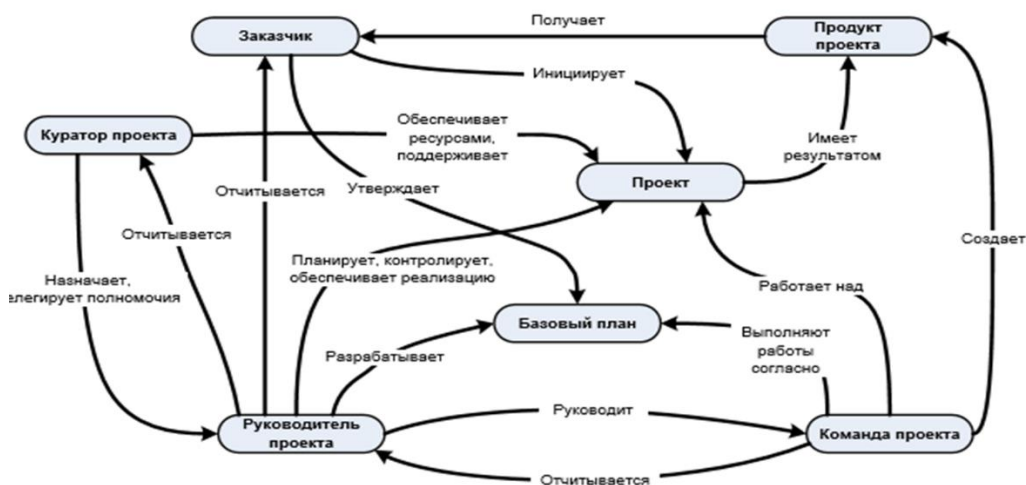 Получает
Заказчик
Продукт
проекта
Инициирует
Куратор проекта
Обеспечивает
ресурсами,
поддерживает
Имеет
результатом
Проект
Отчитывается
Утверждает
Отчитывается
Создает
Планирует, контролирует,
обеспечивает реализацию
Назначает,
елегирует полномочия
Работает над
Базовый план
Выполняют
работы
согласно
Разрабатывает
Руководит
Руководитель
проекта
Команда проекта
Отчитывается